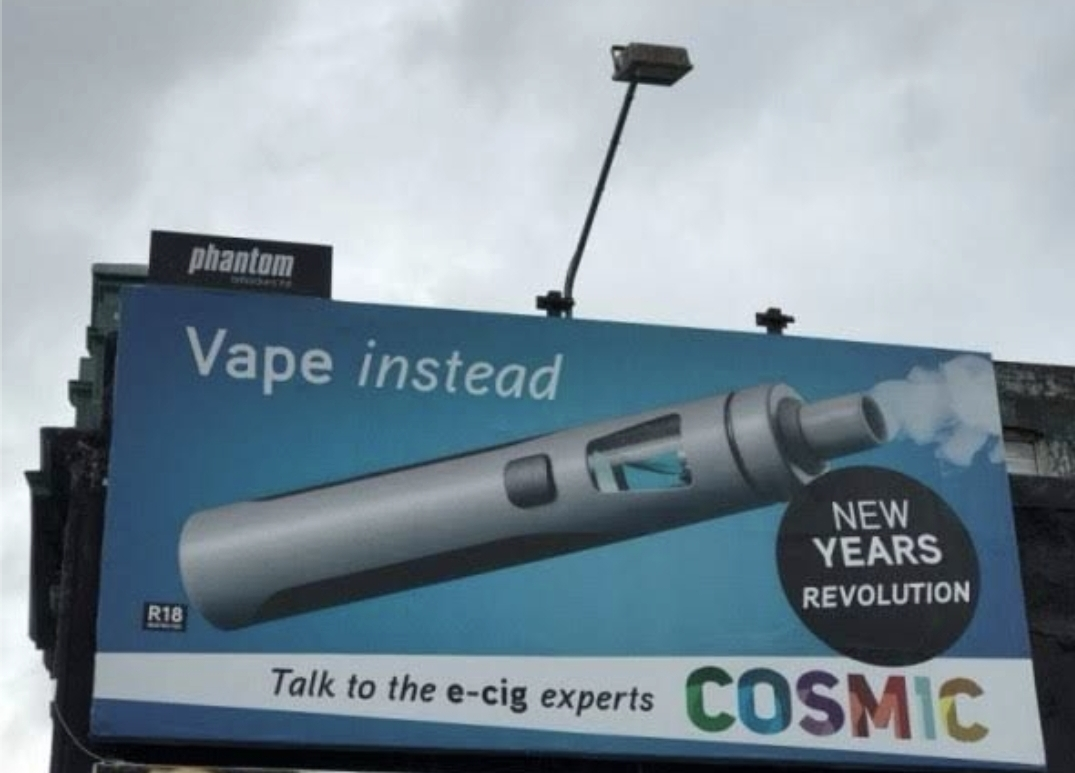 phantom
Vape instead
NEW
YEARS
REVOLUTION
R18
Talk to the e-cig experts
COSMIC